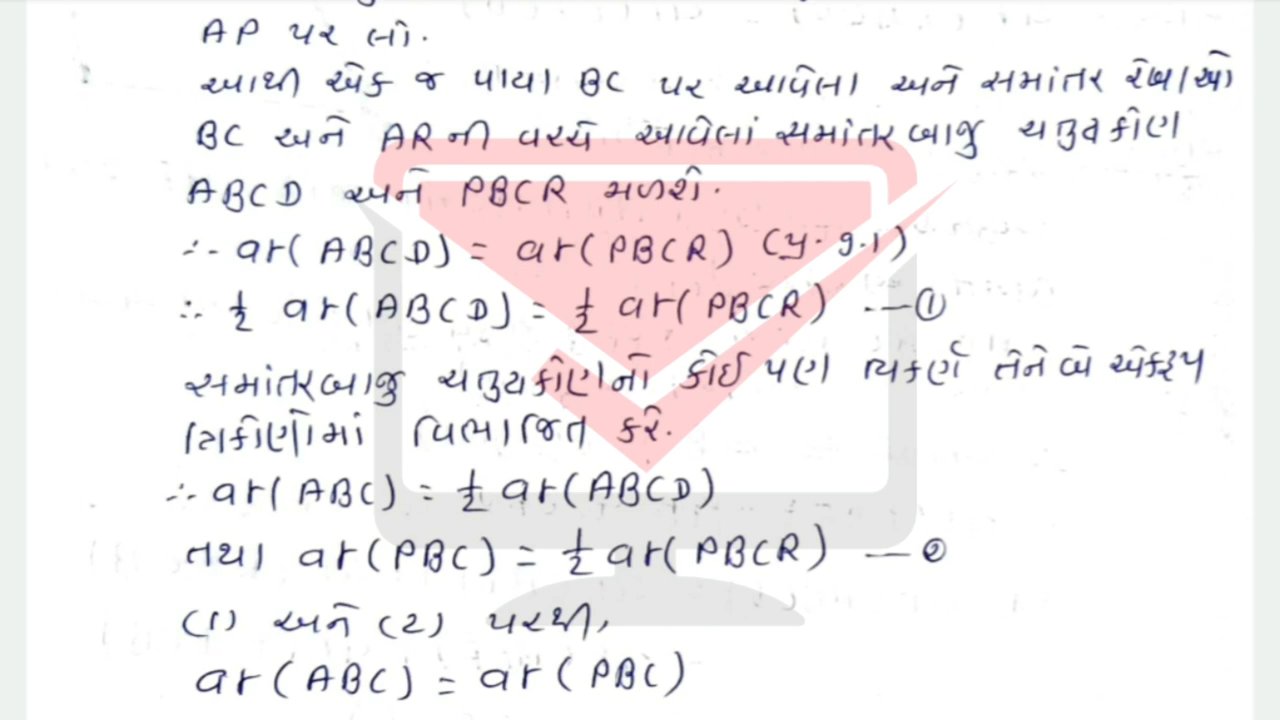 AP પર લો.
આથી એક જ પાયા BC પર આવેલા અને સમાંતર રેખાઓ
BC અને AR ની વચ્ચે આવેલાં સમાંતરબાજુ ચતુષ્કોણ
ABCD અને PBCR મળશે.
∴ ar(ABCD) = ar(PBCR) (પ્ર. 9.1)
∴ ½ ar(ABCD) = ½ ar(PBCR) —①
સમાંતરબાજુ ચતુષ્કોણનો કોઈ પણ વિકર્ણ તેને બે એકરૂપ
ત્રિકોણોમાં વિભાજિત કરે.
∴ ar(ABC) = ½ ar(ABCD)
તથા ar(PBC) = ½ ar(PBCR) —②
(1) અને (2) પરથી,
ar(ABC) = ar(PBC)